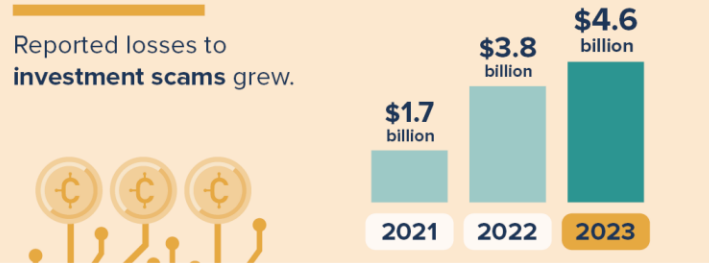 Reported losses to
investment scams grew.
$1.7
billion
$3.8
billion
$4.6
billion
2021
2022
2023